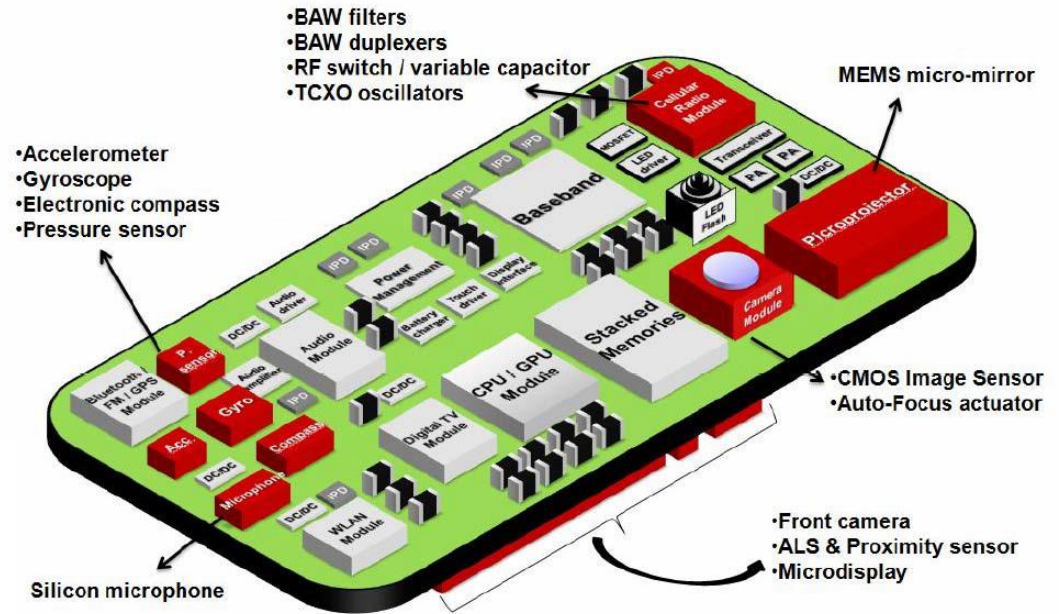 •BAW filters
•BAW duplexers
•RF switch / variable capacitor
•TCXO oscillators
MEMS micro-mirror
•Accelerometer
•Gyroscope
•Electronic compass
•Pressure sensor
IPD
Cellular
Radio
Module
MOSFET
LED
driver
Transceiver
PA
PA
DC/DC
IPD
IPD
IPD
Baseband
LED
Flash
Picroprojector
IPD
IPD
Power
Management
Display
interface
Touch
driver
Battery
charger
Camera
Module
Stacked
Memories
Audio
driver
DC/DC
Audio
Module
P.
sensor
Audio
amplifier
Bluetooth /
FM / GPS
Module
Gyro
IPD
DC/DC
CPU / GPU
Module
Digital TV
Module
Acc.
Compass
DC/DC
Microphone
DC/DC
IPD
WLAN
Module
•CMOS Image Sensor
•Auto-Focus actuator
•Front camera
•ALS & Proximity sensor
•Microdisplay
Silicon microphone